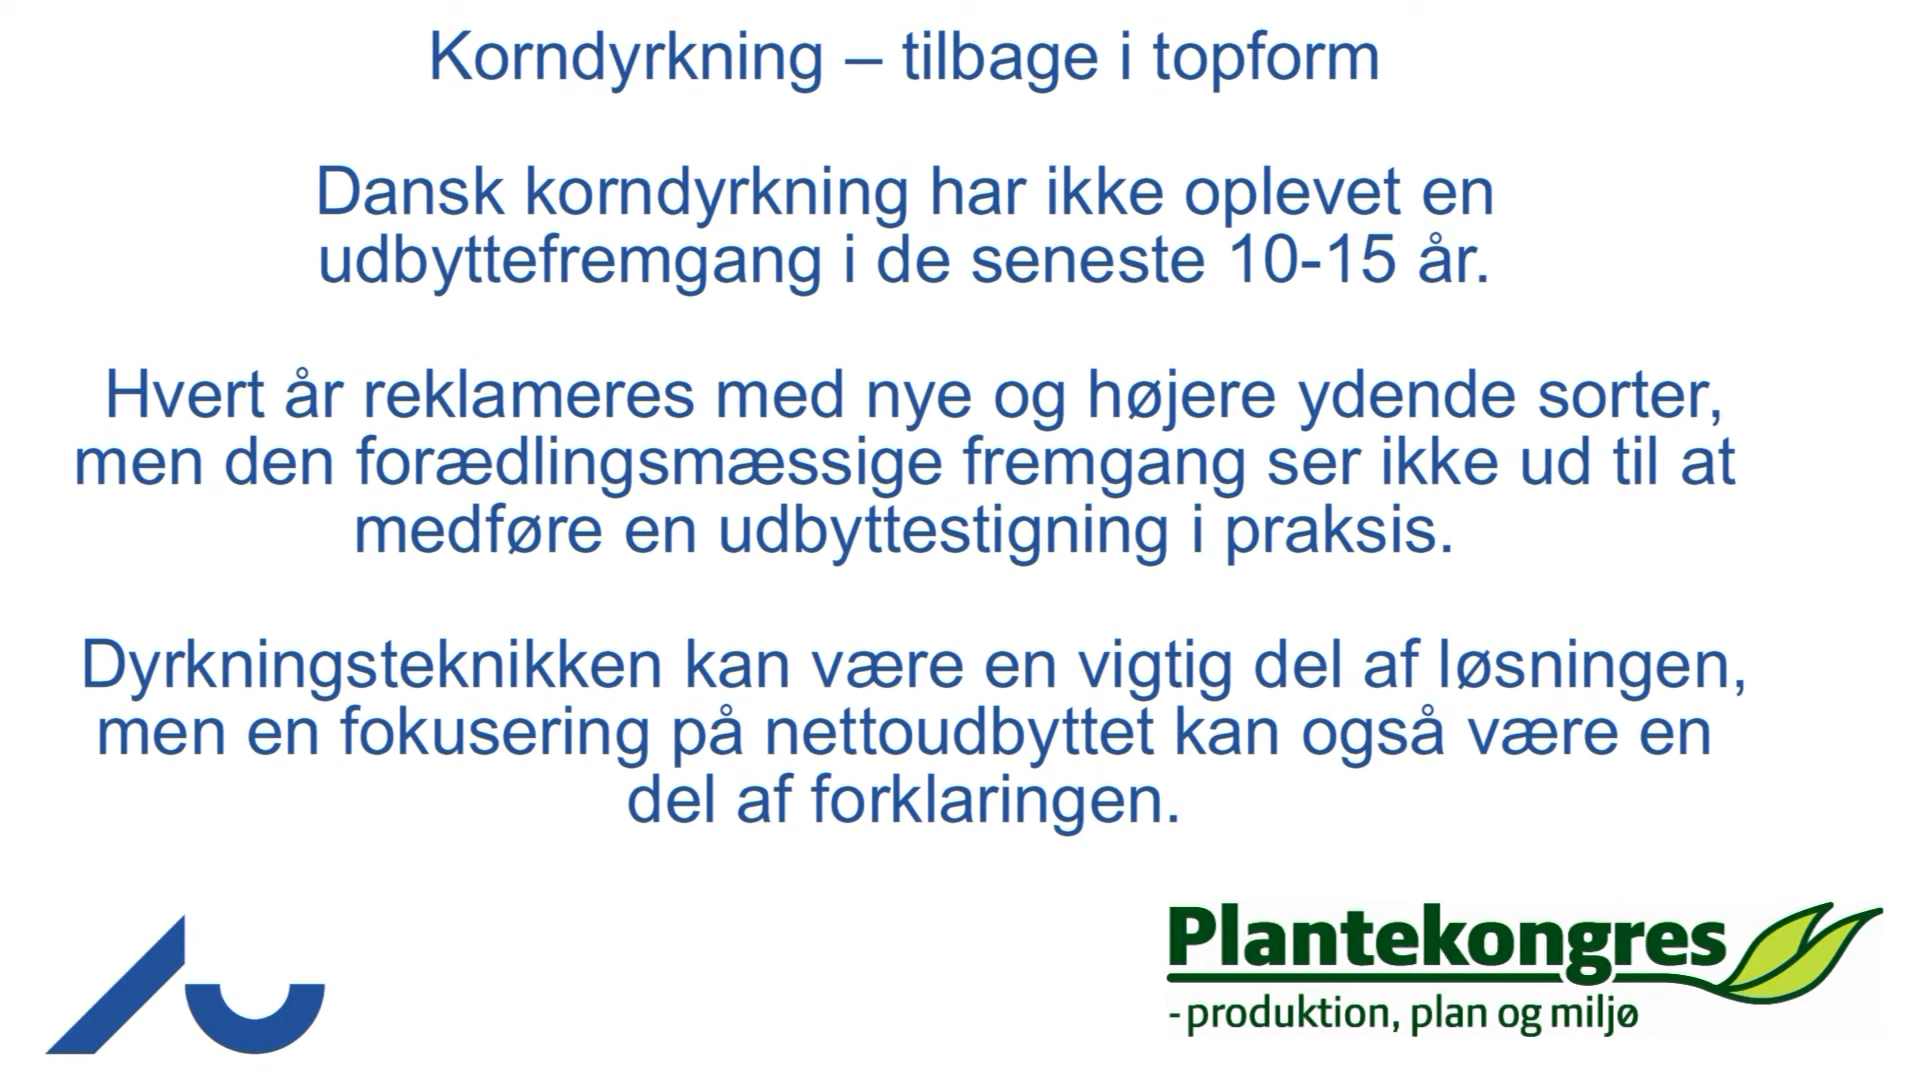 Korndyrkning – tilbage i topform
Dansk korndyrkning har ikke oplevet en
udbyttefremgang i de seneste 10-15 år.
Hvert år reklameres med nye og højere ydende sorter,
men den forædlingsmæssige fremgang ser ikke ud til at
medføre en udbyttestigning i praksis.
Dyrkningsteknikken kan være en vigtig del af løsningen,
men en fokusering på nettoudbyttet kan også være en
del af forklaringen.
Plantekongres
- produktion, plan og miljø